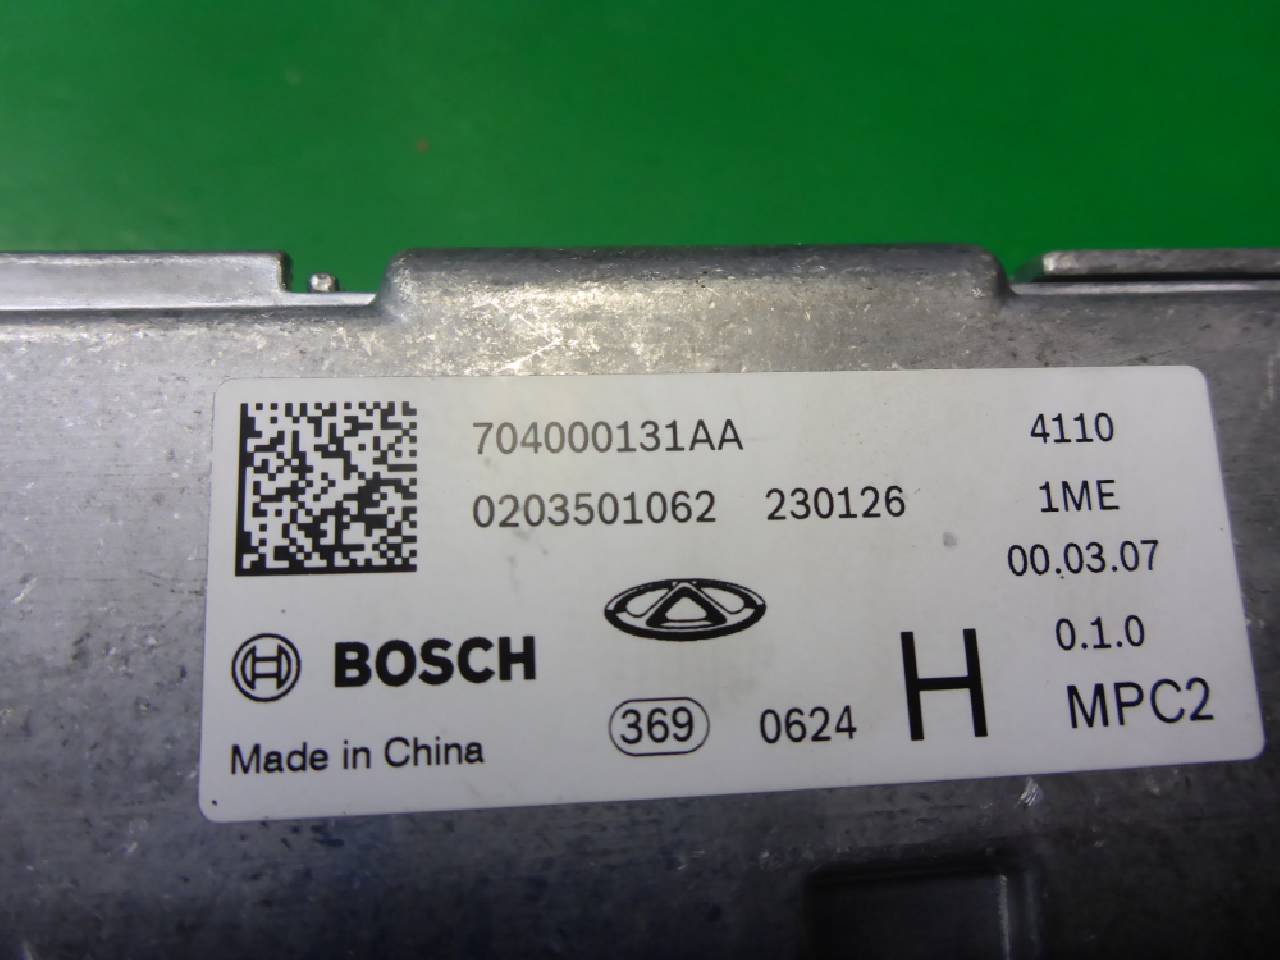 704000131AA 4110
0203501062 230126 1ME
00.03.07
0.1.0
BOSCH
H
MPC2
369 0624
Made in China